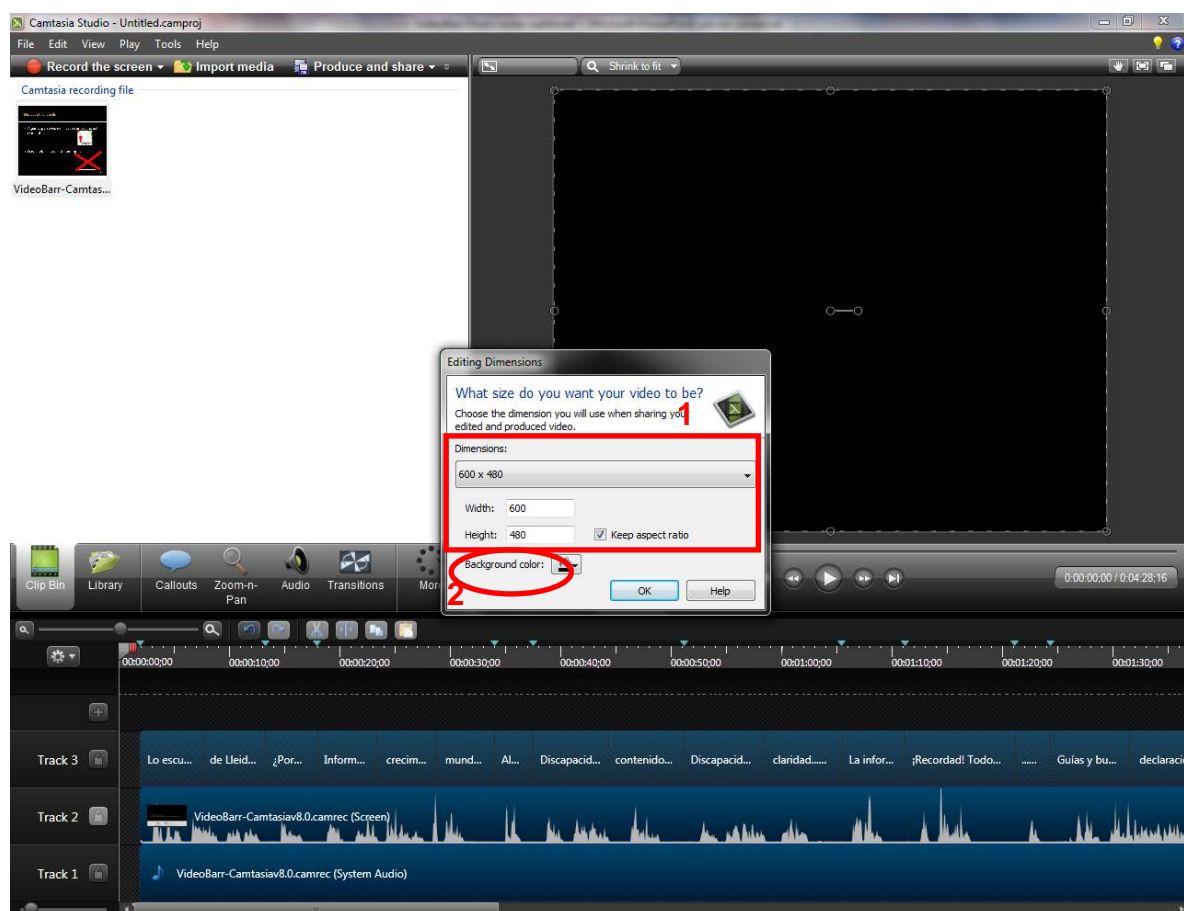 Camtasia Studio - Untitled.camproj
File Edit View Play Tools Help
Record the screen Import media Produce and share
Shrink to fit
Camtasia recording file
VideoBarr-Camtas...
Editing Dimensions
What size do you want your video to be?
Choose the dimension you will use when sharing your
edited and produced video.
1
Dimensions:
600 x 480
Width: 600
Height: 480 Keep aspect ratio
Background color:
2
OK Help
Clip Bin Library Callouts Zoom-n-Pan Audio Transitions Mor
0:00:00;00 / 0:04:28;16
00:00:00;00 00:00:10;00 00:00:20;00 00:00:30;00 00:00:40;00 00:00:50;00 00:01:00;00 00:01:10;00 00:01:20;00 00:01:30;00
Track 3 Lo escu... de Lleid... ¿Por... Inform... crecim... mund... Al... Discapacid... contenido... Discapacid... claridad...... La infor... ¡Recordad! Todo... ...... Guías y bu... declaraci
Track 2 VideoBarr-Camtasiav8.0.camrec (Screen)
Track 1 VideoBarr-Camtasiav8.0.camrec (System Audio)